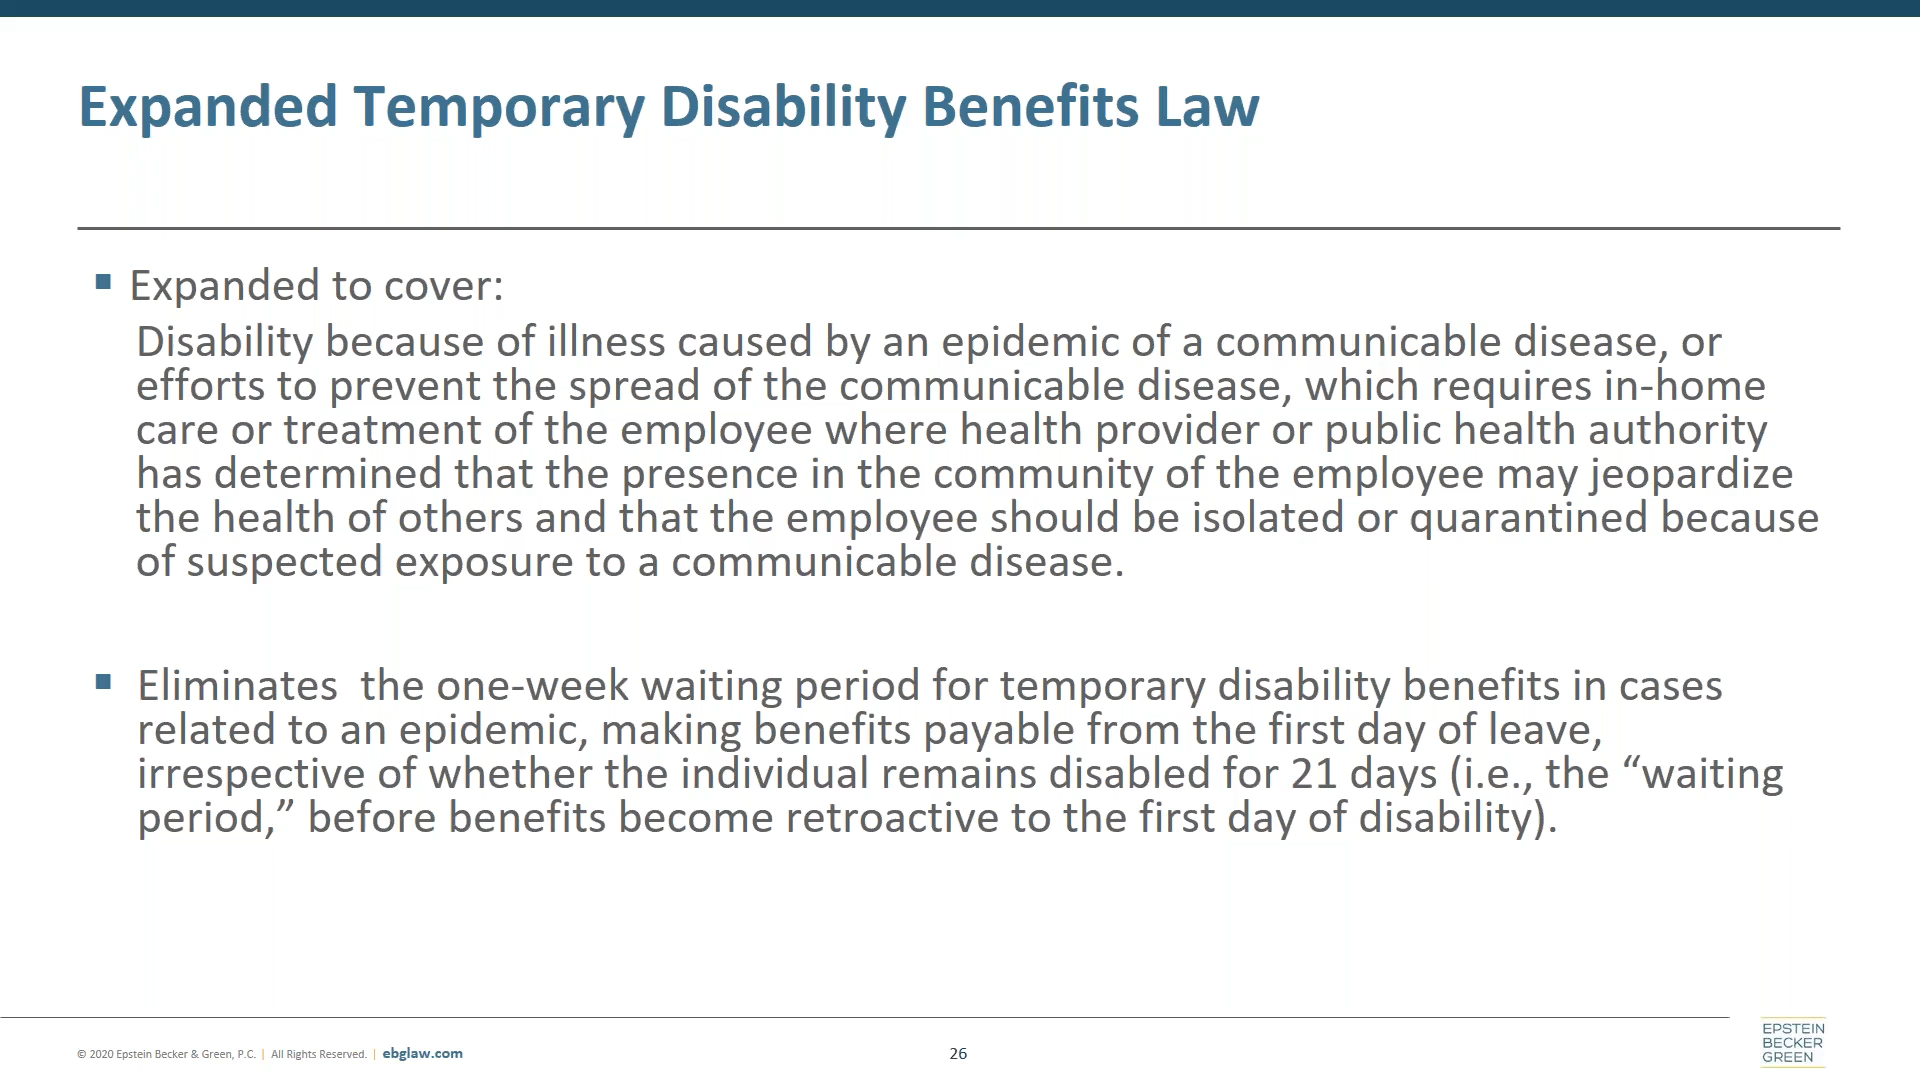 Expanded Temporary Disability Benefits Law
▪ Expanded to cover:
Disability because of illness caused by an epidemic of a communicable disease, or
efforts to prevent the spread of the communicable disease, which requires in-home
care or treatment of the employee where health provider or public health authority
has determined that the presence in the community of the employee may jeopardize
the health of others and that the employee should be isolated or quarantined because
of suspected exposure to a communicable disease.
▪ Eliminates  the one-week waiting period for temporary disability benefits in cases
related to an epidemic, making benefits payable from the first day of leave,
irrespective of whether the individual remains disabled for 21 days (i.e., the “waiting
period,” before benefits become retroactive to the first day of disability).
© 2020 Epstein Becker & Green, P.C. | All Rights Reserved. | ebglaw.com
26
EPSTEIN
BECKER
GREEN